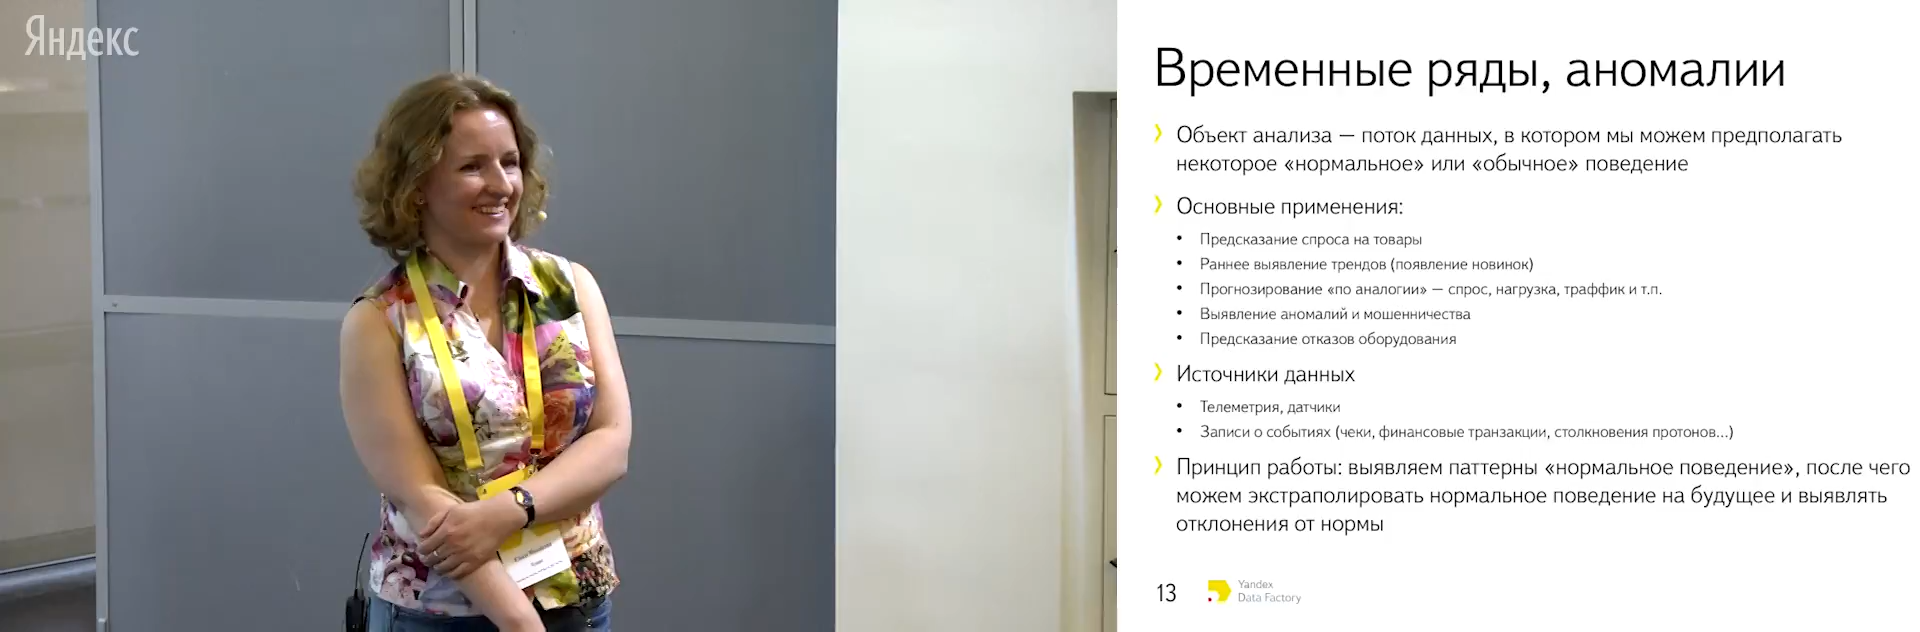 Яндекс
Временные ряды, аномалии
Объект анализа — поток данных, в котором мы можем предполагать
некоторое «нормальное» или «обычное» поведение
Основные применения:
Предсказание спроса на товары
Раннее выявление трендов (появление новинок)
Прогнозирование «по аналогии» — спрос, нагрузка, траффик и т.п.
Выявление аномалий и мошенничества
Предсказание отказов оборудования
Источники данных
Телеметрия, датчики
Записи о событиях (чеки, финансовые транзакции, столкновения протонов...)
Принцип работы: выявляем паттерны «нормальное поведение», после чего
можем экстраполировать нормальное поведение на будущее и выявлять
отклонения от нормы
13
Yandex
Data Factory